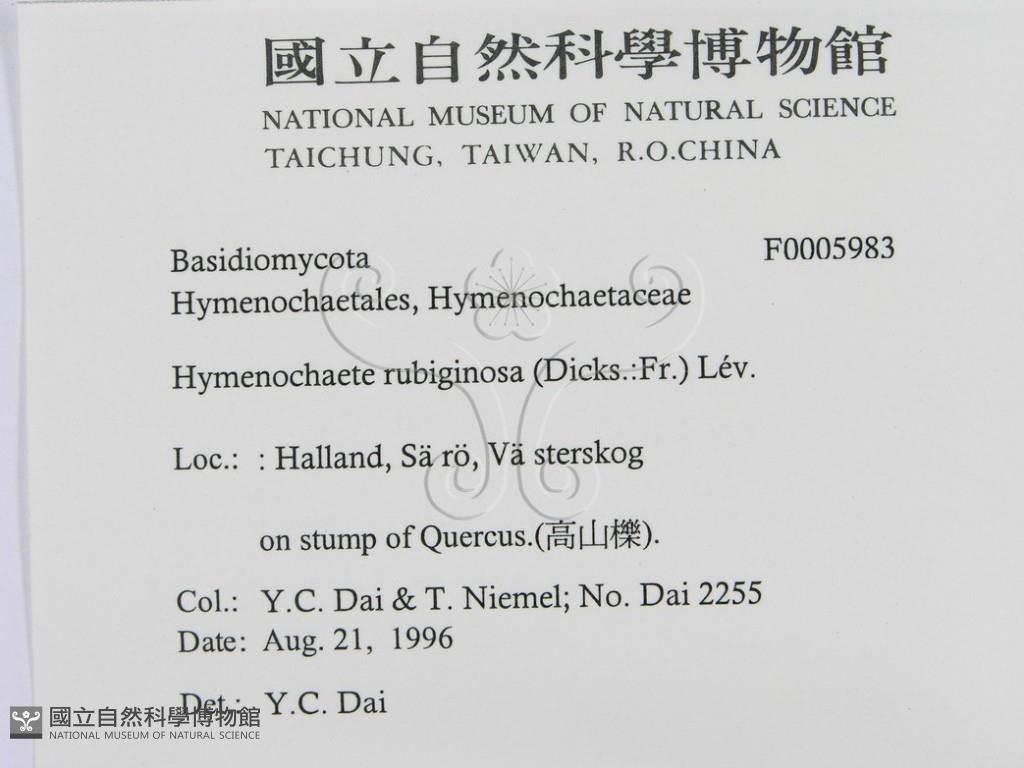 國立自然科學博物館
NATIONAL MUSEUM OF NATURAL SCIENCE
TAICHUNG, TAIWAN, R.O.CHINA
Basidiomycota F0005983
Hymenochaetales, Hymenochaetaceae
Hymenochaete rubiginosa (Dicks.:Fr.) Lév.
Loc.: : Halland, Sä rö, Vä sterskog
on stump of Quercus.(高山櫟).
Col.: Y.C. Dai & T. Niemel; No. Dai 2255
Date: Aug. 21, 1996
Det.: Y.C. Dai
國立自然科學博物館
NATIONAL MUSEUM OF NATURAL SCIENCE